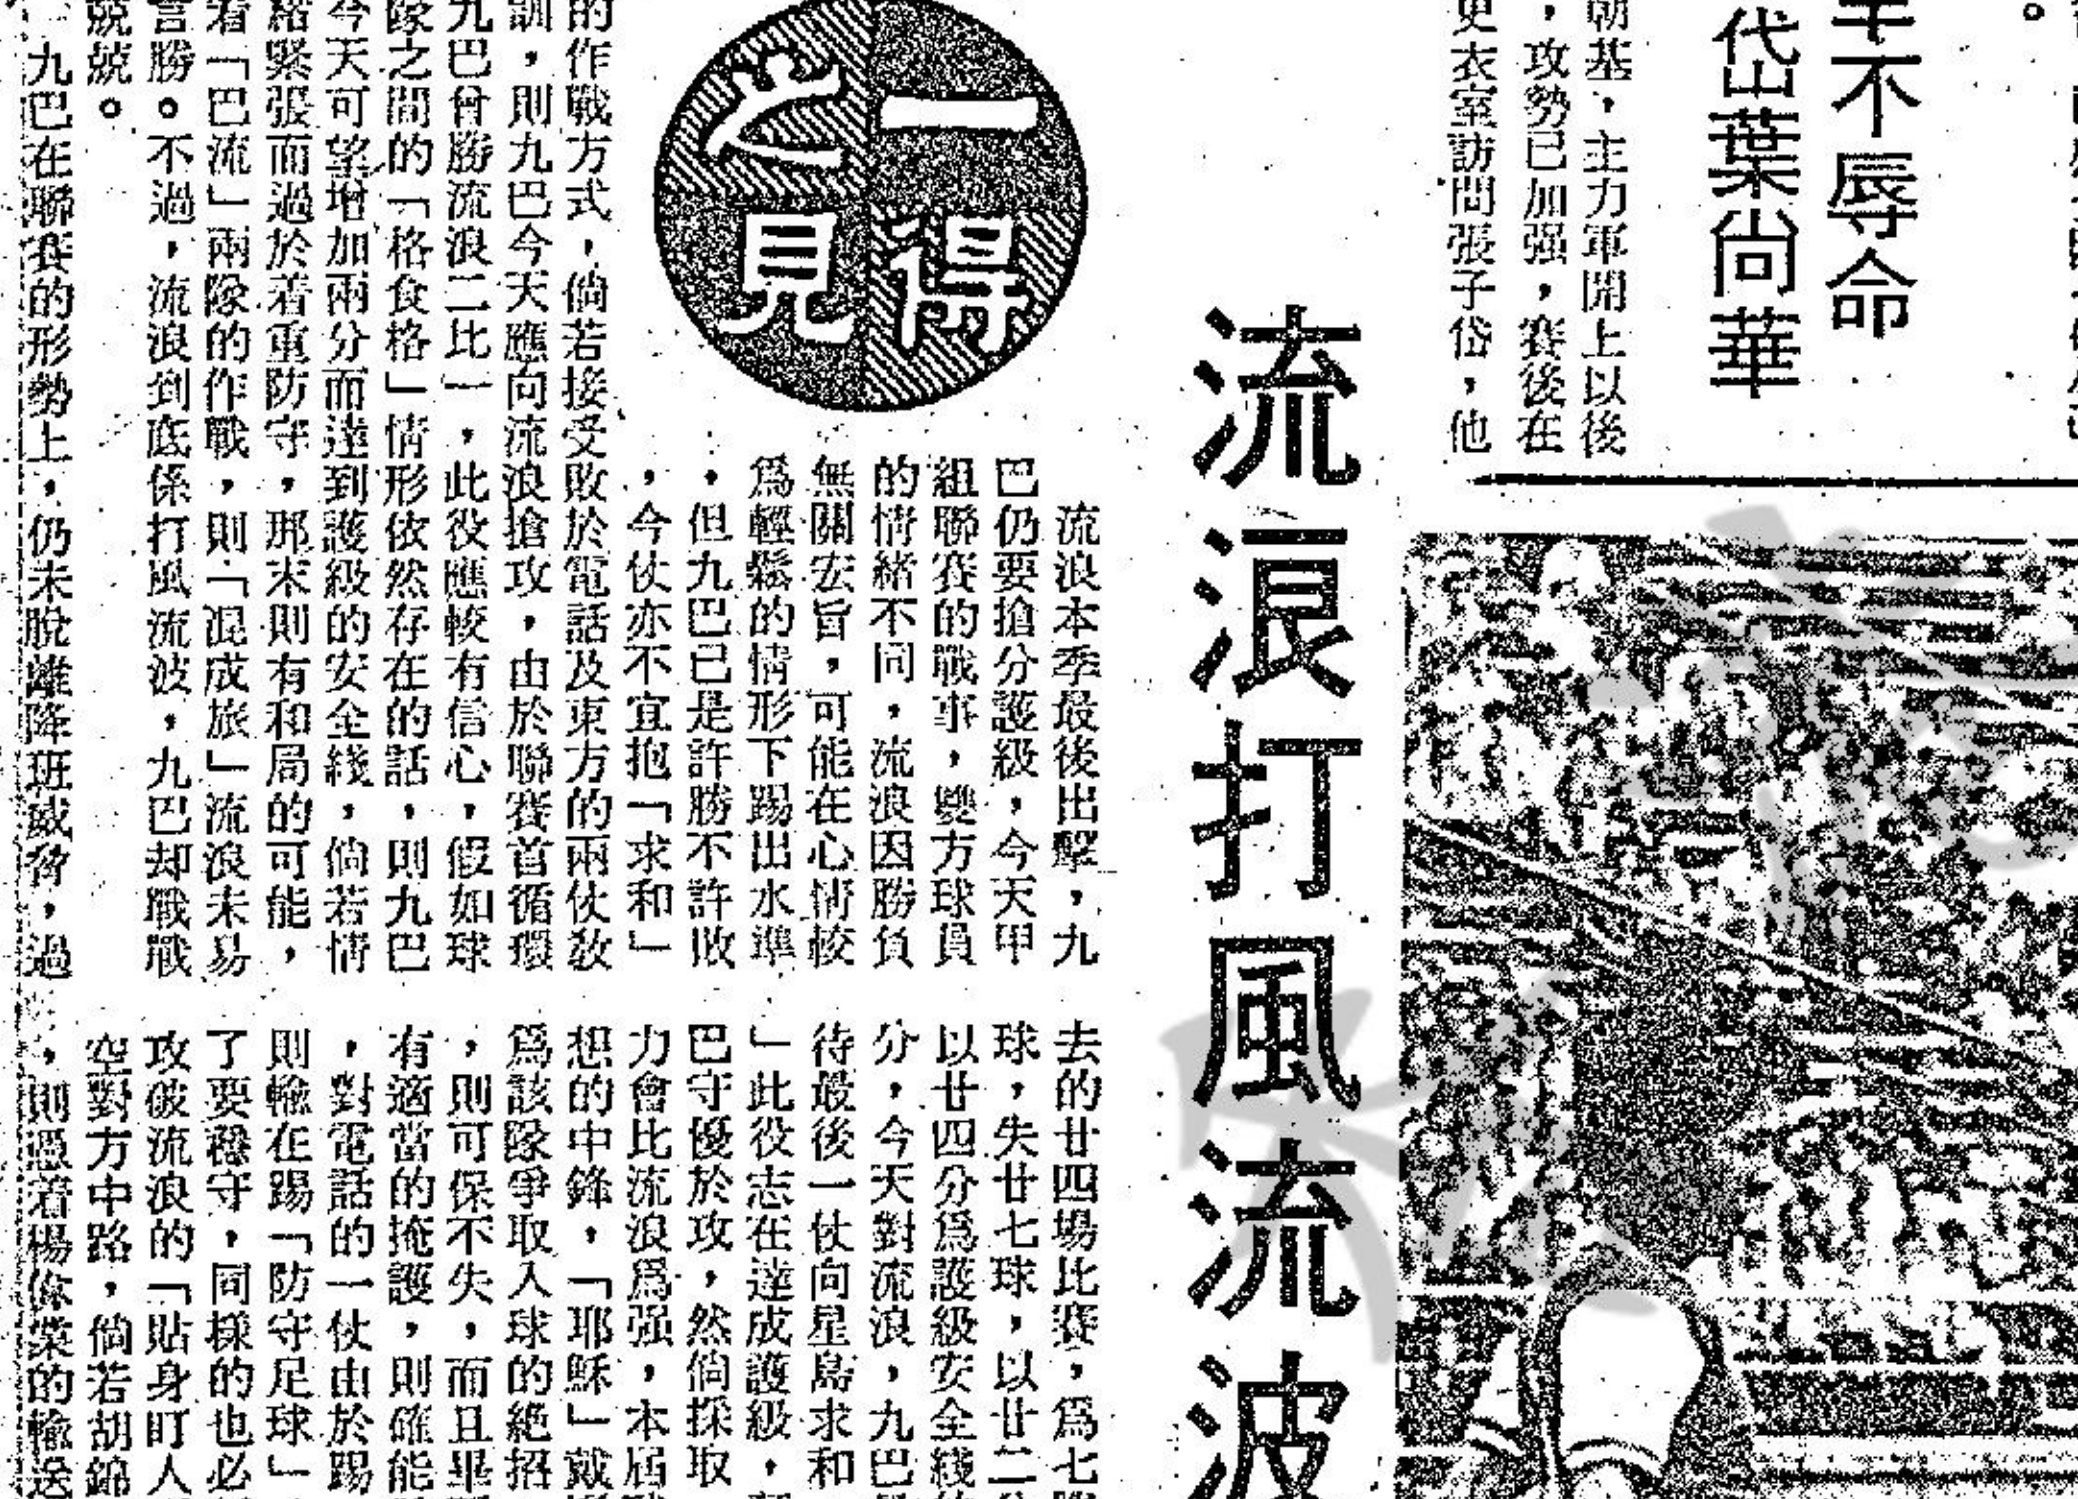 辱不命
岱山葉尚華
朝基，主力軍開上以後
，攻勢已加强，賽後在
更衣室訪問張子岱，他
流浪打風流波
一得之見
流浪本季最後出擊，九
巴仍要搶分護級，今天甲
組聯賽的戰事，雙方球員
的情緒不同，流浪因勝負
無關宏旨，可能在心情較
爲輕鬆的情形下踢出水準
，但九巴已是許勝不許敗
，今仗亦不宜抱「求和」
的作戰方式，倘若接受敗於電話及東方的兩仗敎
訓，則九巴今天應向流浪搶攻，由於聯賽首循環
九巴曾勝流浪二比一，此役應較有信心，假如球
隊之間的「格食格」情形依然存在的話，則九巴
今天可望增加兩分而達到護級的安全綫，倘若情
緒緊張而過於着重防守，那末則有和局的可能，
看「巴流」兩隊的作戰，則「混成旅」流浪未易
言勝。不過，流浪到底係打風流波，九巴却戰戰
兢兢。
九巴在聯賽的形勢上，仍未脫離降班威脅，過
去的廿四場比賽，爲七
球，失廿七球，以廿二
以廿四分爲護級安全綫
分，今天對流浪，九巴
待最後一仗向星島求和
」此役志在達成護級，
巴守優於攻，然倘採取
力會比流浪爲强，本屆
想的中鋒，「耶穌」戴
爲該隊爭取入球的絕招
，則可保不失，而且畢
有適當的掩護，則確能
，對電話的一仗由於踢
則輸在踢「防守足球」
了要穩守，同樣的也必
攻破流浪的「貼身盯人
空對方中路，倘若胡錦
，則憑着楊偉業的輸送